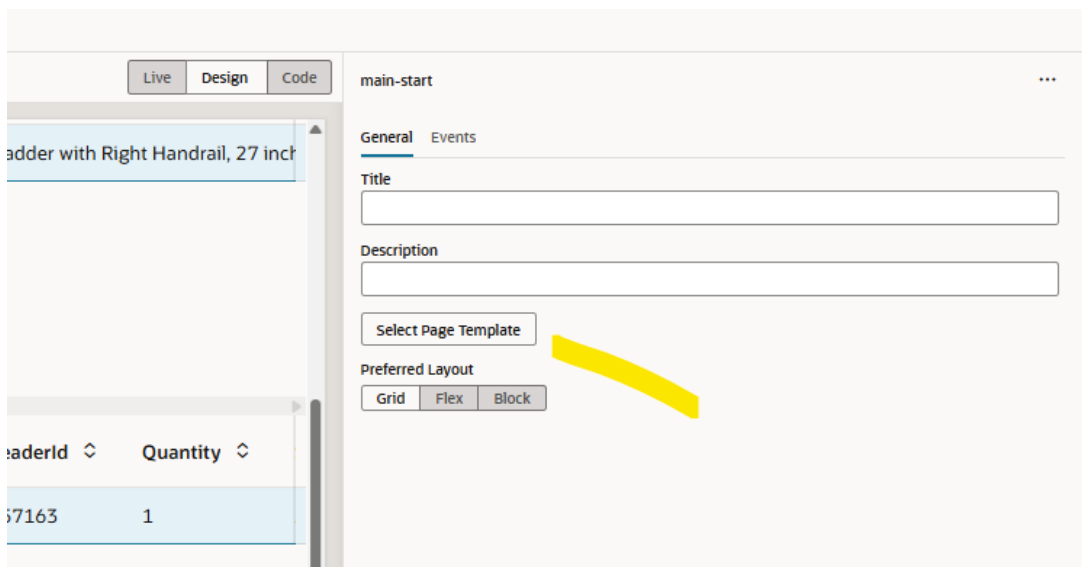 Live Design Code
main-start
General Events
adder with Right Handrail, 27 inch
Title
Description
Select Page Template
Preferred Layout
Grid Flex Block
Quantity
57163 1